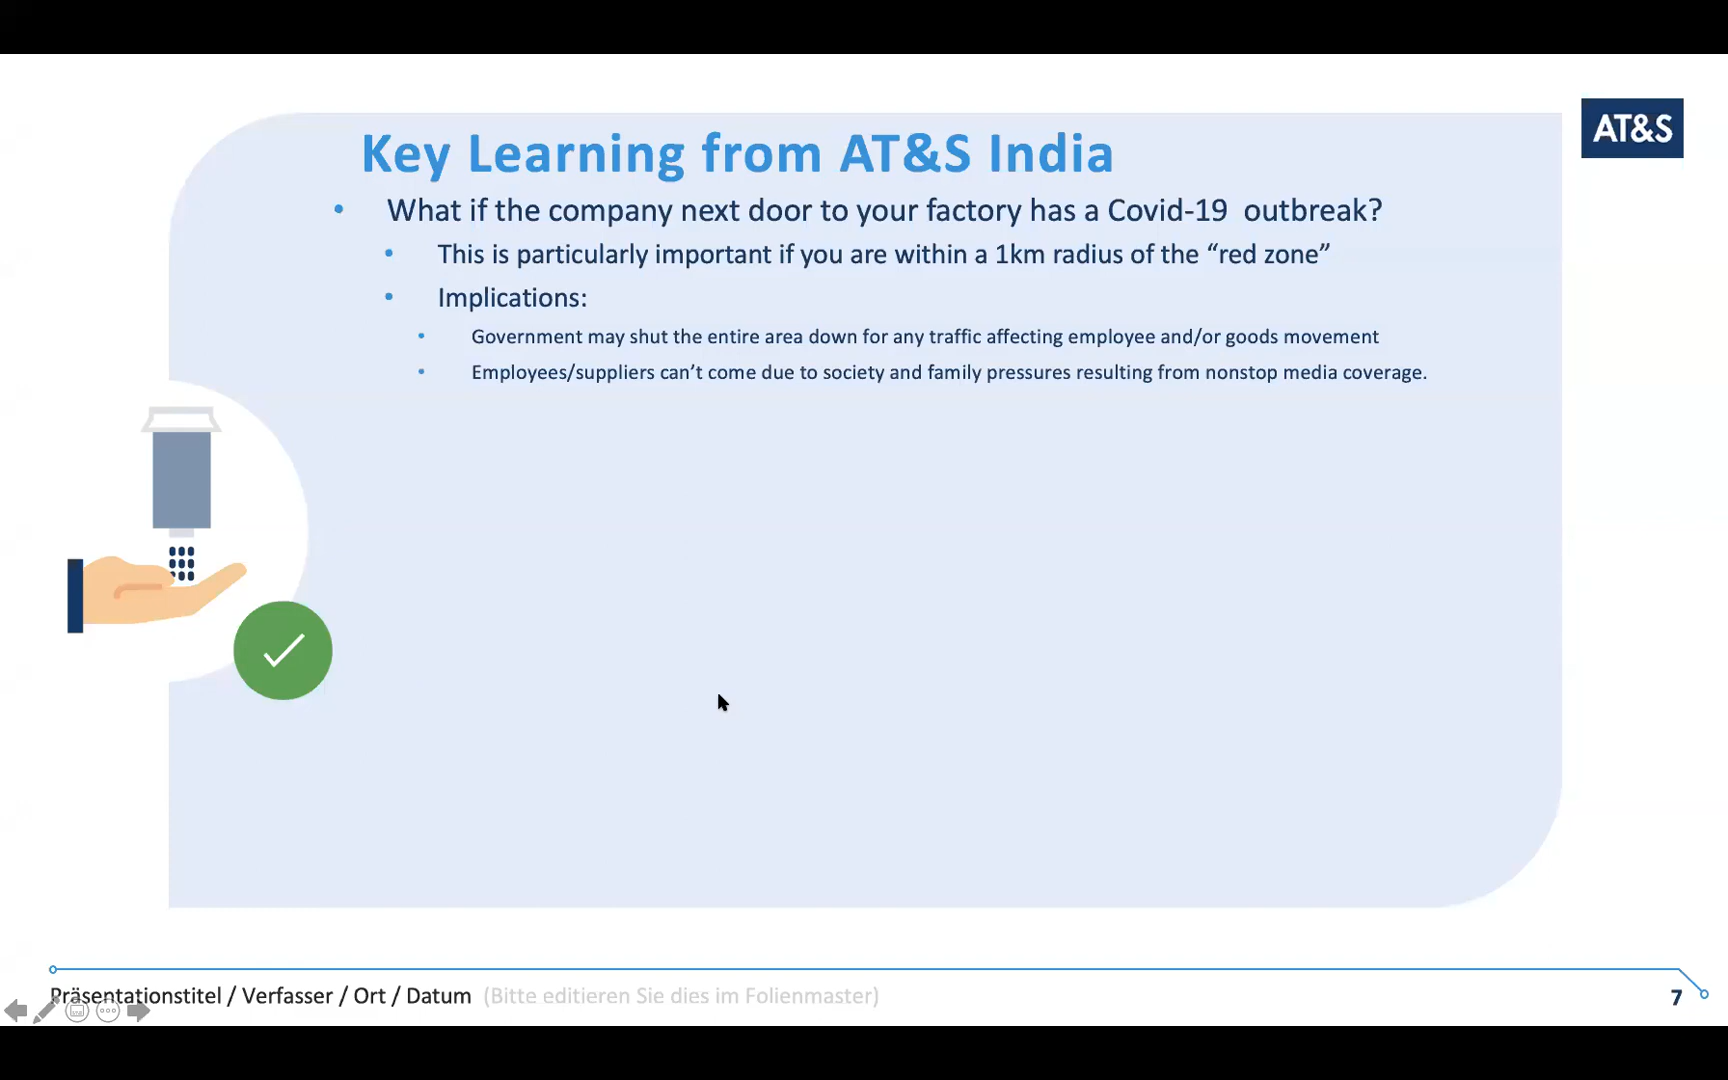 AT&S
Key Learning from AT&S India
• What if the company next door to your factory has a Covid-19  outbreak?
• This is particularly important if you are within a 1km radius of the “red zone”
• Implications:
• Government may shut the entire area down for any traffic affecting employee and/or goods movement
• Employees/suppliers can’t come due to society and family pressures resulting from nonstop media coverage.
Präsentationstitel / Verfasser / Ort / Datum (Bitte editieren Sie dies im Folienmaster)
7